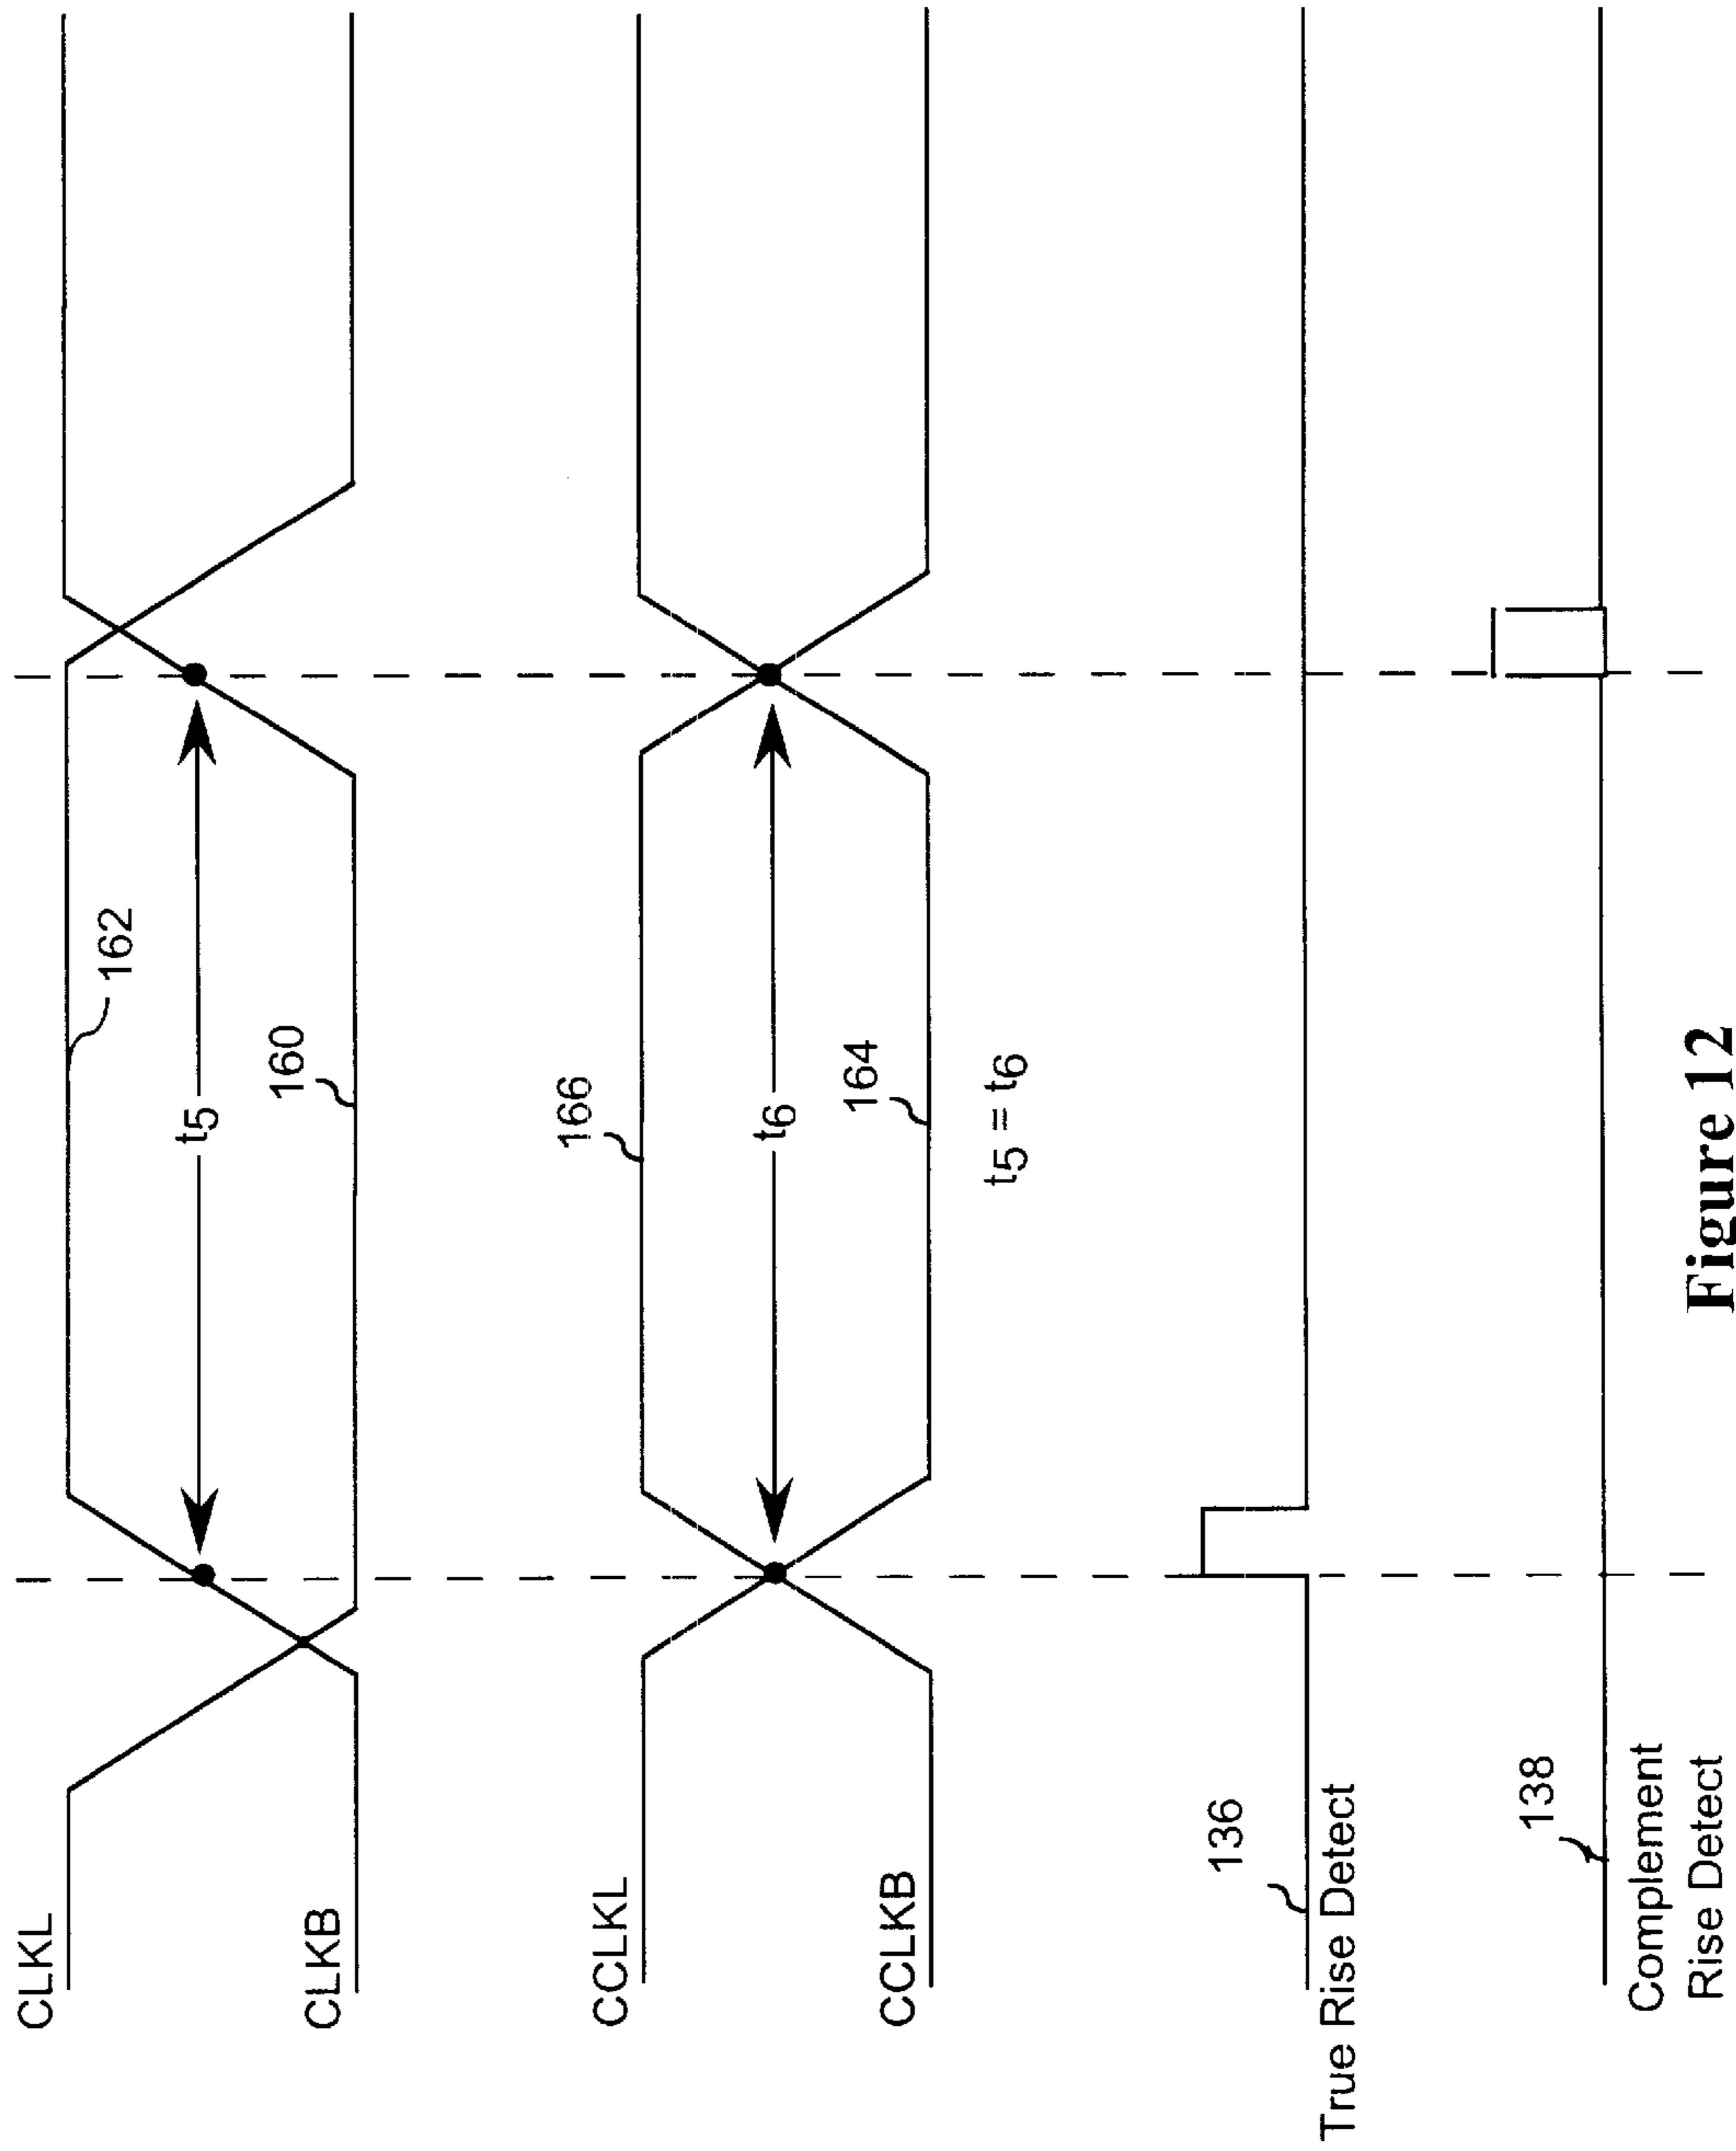 CLKL
162
t5
160
CLKB
CCLKL
166
t6
164
CCLKB
t5 = t6
136
True Rise Detect
138
Complement
Rise Detect
Figure 12